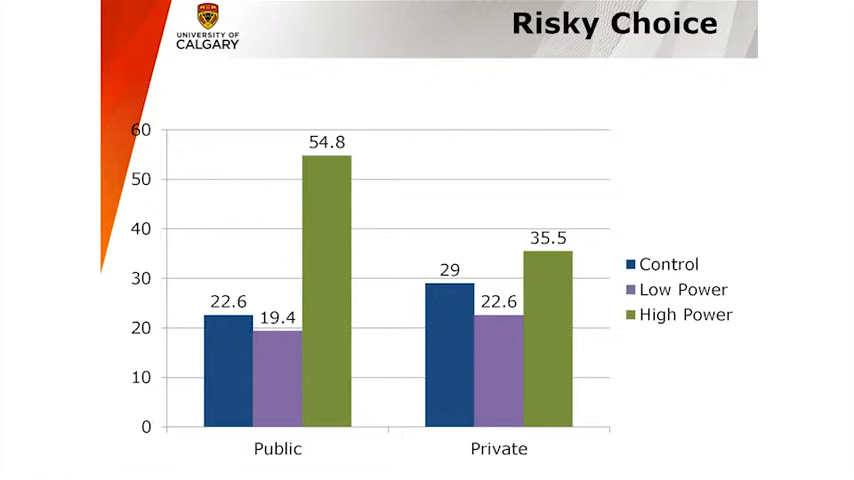 Risky Choice
UNIVERSITY OF
CALGARY
60
50
40
30
20
10
0
22.6
19.4
54.8
29
22.6
35.5
Public
Private
Control
Low Power
High Power